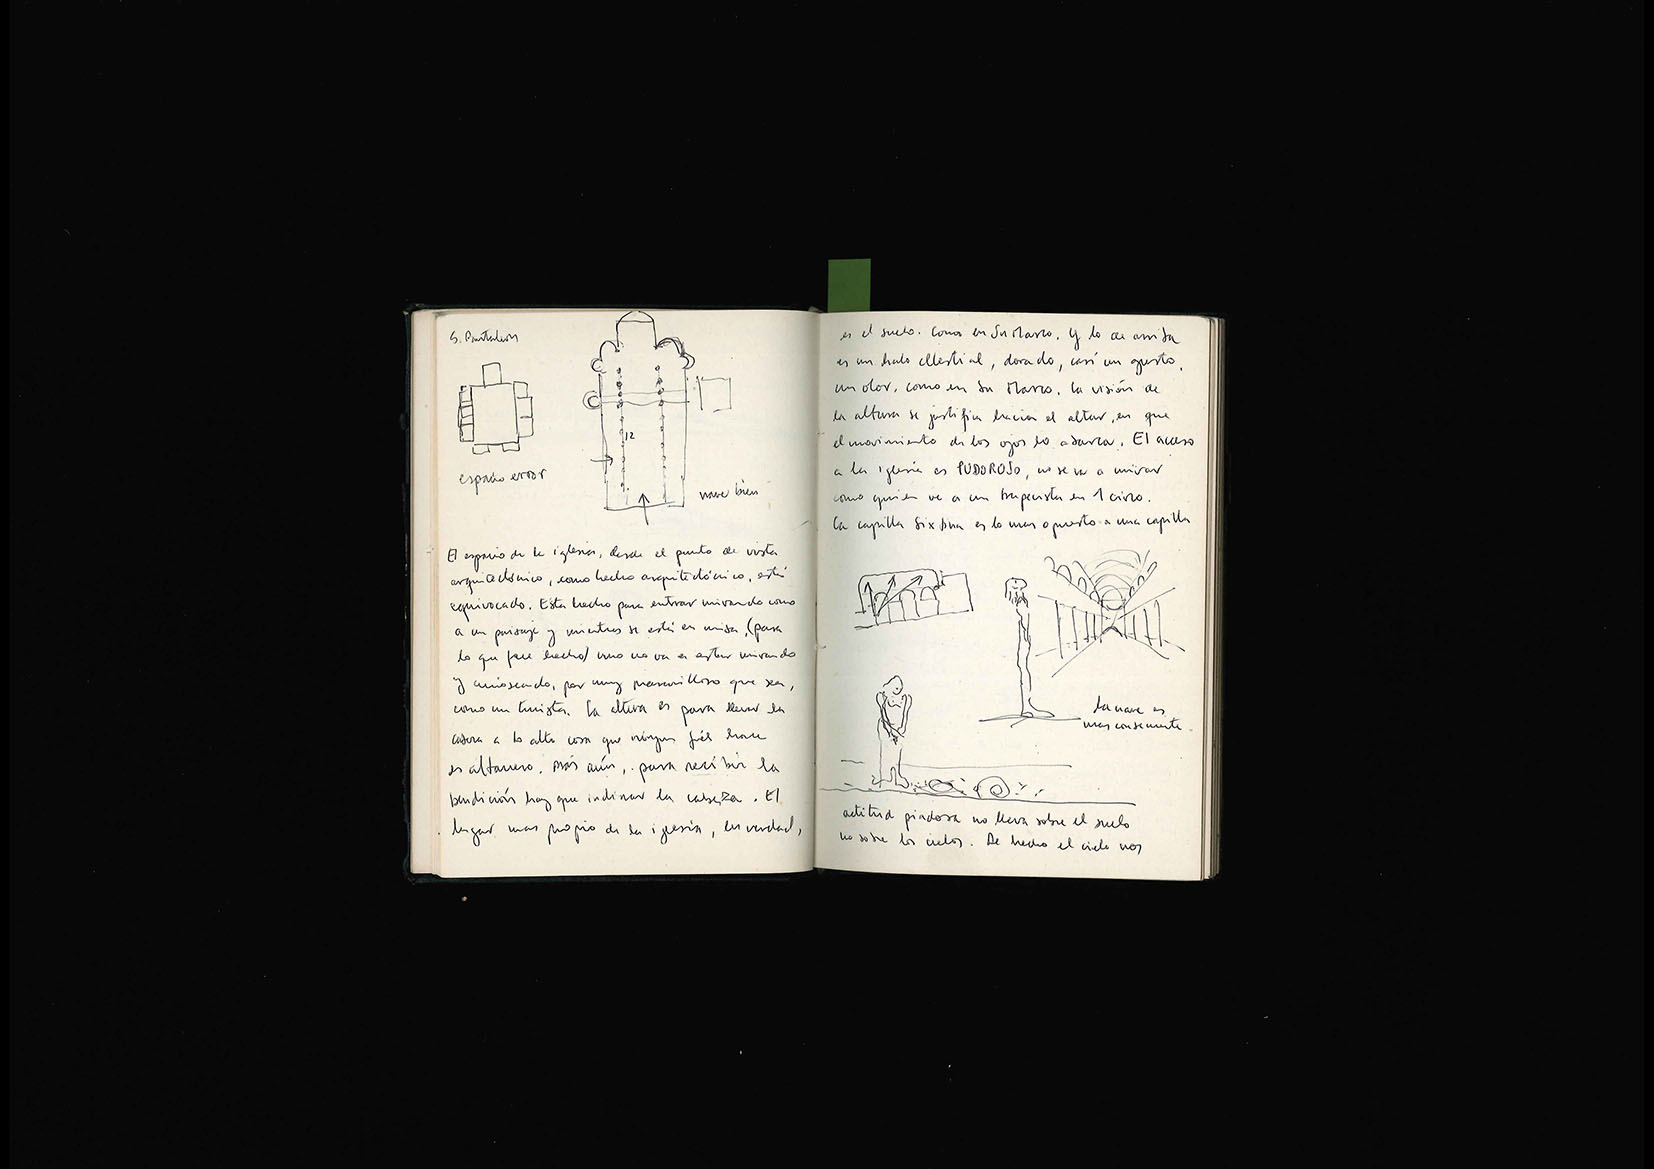 S. Pantaleon
12
espacio error
nave bien
El espacio de la iglesia, desde el punto de vista
arquitectónico, como hecho arquitectónico, está
equivocado. Esta hecho para entrar mirando como
a un paisaje y mientras se está en misa, (para
lo que fue hecho) uno no va a estar mirando
y curioseando, por muy maravilloso que sea,
como un turista. La altura es para llevar la
cabeza a lo alto cosa que ningun fiel hace
es altanero. Más aún, para recibir la
bendición hay que inclinar la cabeza. El
lugar mas propio de la iglesia, en verdad,
es el suelo. Como en Sn Marco. Y lo de arriba
es un halo celestial, dorado, casi un gusto,
un olor, como en Sn Marco. La visión de
la altura se justifica hacia el altar, en que
el movimiento de los ojos lo abarca. El acceso
a la iglesia es PUDOROSO, no se va a mirar
como quien ve a un trapecista en 1 circo.
La capilla Sixtina es lo mas opuesto a una capilla
la nave es
mas consecuente
actitud piadosa no lleva sobre el suelo
no sobre los cielos. De hecho el cielo nos